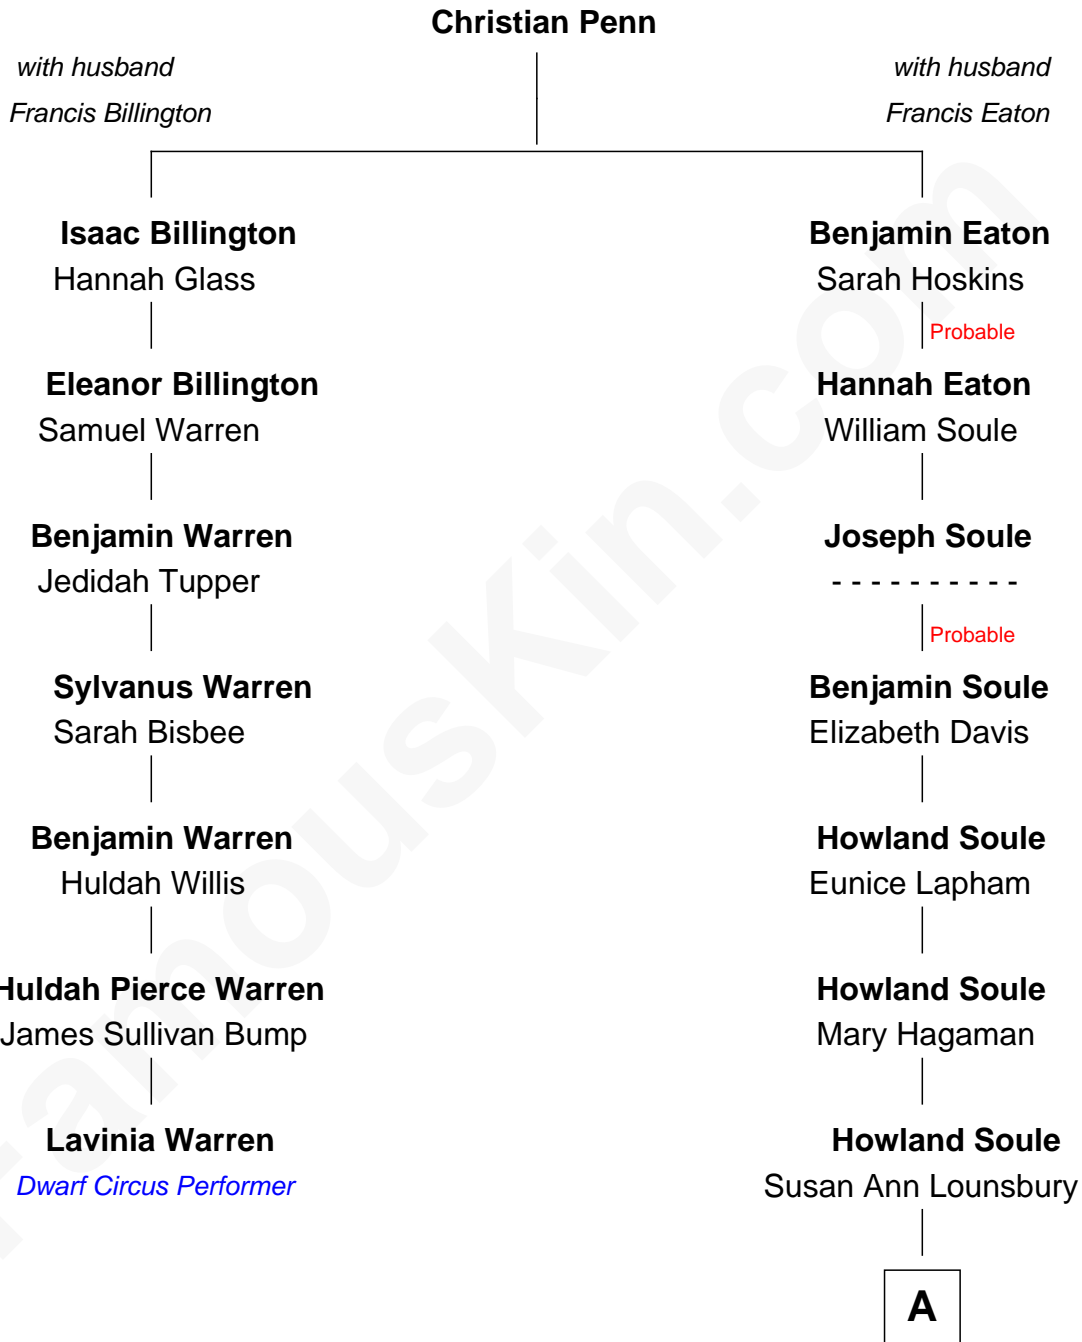 Christian Penn
with husband
Francis Billington
with husband
Francis Eaton
Isaac Billington
Hannah Glass
Benjamin Eaton
Sarah Hoskins
Probable
Eleanor Billington
Samuel Warren
Hannah Eaton
William Soule
Benjamin Warren
Jedidah Tupper
Joseph Soule
- - - - - - - - - -
Probable
Sylvanus Warren
Sarah Bisbee
Benjamin Soule
Elizabeth Davis
Benjamin Warren
Huldah Willis
Howland Soule
Eunice Lapham
Huldah Pierce Warren
James Sullivan Bump
Howland Soule
Mary Hagaman
Lavinia Warren
Dwarf Circus Performer
Howland Soule
Susan Ann Lounsbury
A
FamousKin.com